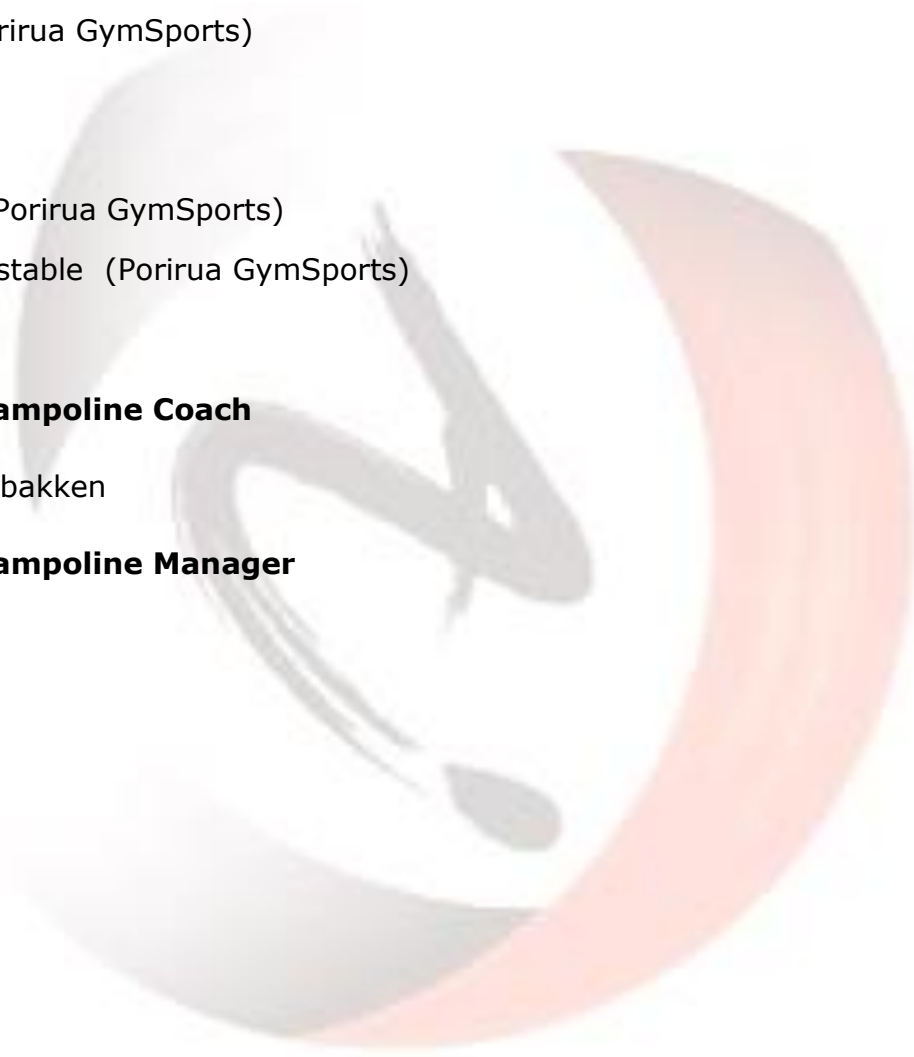 rirua GymSports)
Porirua GymSports)
stable (Porirua GymSports)
ampoline Coach
bakken
ampoline Manager